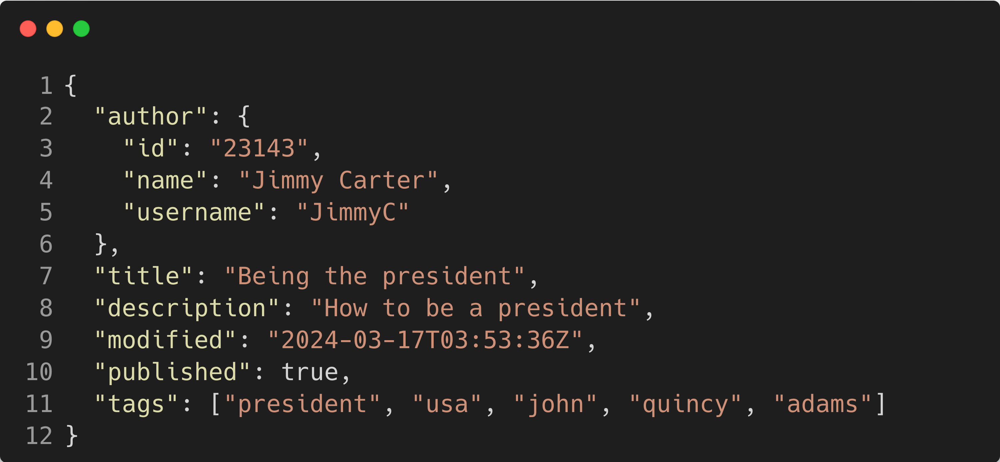 1 {
2   "author": {
3     "id": "23143",
4     "name": "Jimmy Carter",
5     "username": "JimmyC"
6   },
7   "title": "Being the president",
8   "description": "How to be a president",
9   "modified": "2024-03-17T03:53:36Z",
10   "published": true,
11   "tags": ["president", "usa", "john", "quincy", "adams"]
12 }